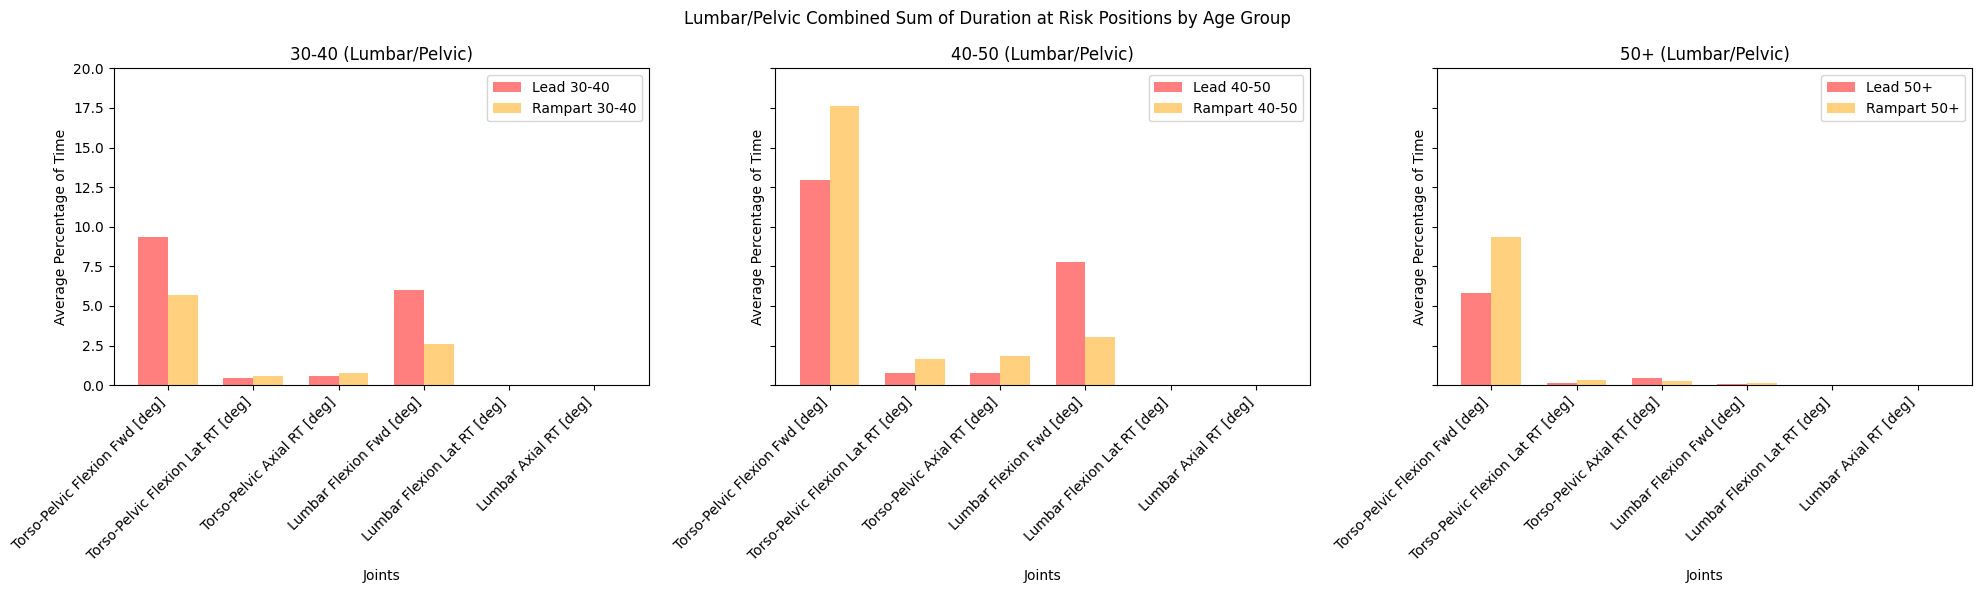 Lumbar/Pelvic Combined Sum of Duration at Risk Positions by Age Group
30-40 (Lumbar/Pelvic)
Lead 30-40
Rampart 30-40
Average Percentage of Time
20.0
17.5
15.0
12.5
10.0
7.5
5.0
2.5
0.0
Torso-Pelvic Flexion Fwd [deg]
Torso-Pelvic Flexion Lat RT [deg]
Torso-Pelvic Axial RT [deg]
Lumbar Flexion Fwd [deg]
Lumbar Flexion Lat RT [deg]
Lumbar Axial RT [deg]
Joints
40-50 (Lumbar/Pelvic)
Lead 40-50
Rampart 40-50
Average Percentage of Time
Torso-Pelvic Flexion Fwd [deg]
Torso-Pelvic Flexion Lat RT [deg]
Torso-Pelvic Axial RT [deg]
Lumbar Flexion Fwd [deg]
Lumbar Flexion Lat RT [deg]
Lumbar Axial RT [deg]
Joints
50+ (Lumbar/Pelvic)
Lead 50+
Rampart 50+
Average Percentage of Time
Torso-Pelvic Flexion Fwd [deg]
Torso-Pelvic Flexion Lat RT [deg]
Torso-Pelvic Axial RT [deg]
Lumbar Flexion Fwd [deg]
Lumbar Flexion Lat RT [deg]
Lumbar Axial RT [deg]
Joints